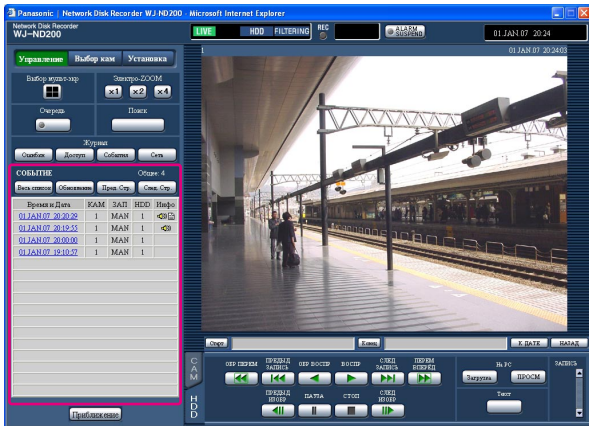 Panasonic | Network Disk Recorder WJ-ND200 - Microsoft Internet Explorer
Network Disk Recorder
WJ-ND200
LIVE HDD FILTERING REC ALARM SUSPEND 01.JAN.07 20:24
Управление Выбор кам Установка
1 01.JAN.07 20:24:03
Выбор мульт-экр Электро-ZOOM
x1 x2 x4
Очередь Поиск
Журнал
Ошибки Доступ События Сеть
СОБЫТИЕ Общее: 4
Весь список Обновление Пред. Стр. След. Стр.
Время и Дата КАМ ЗАП HDD Инфо
01.JAN.07 20:20:29 1 MAN 1
01.JAN.07 20:19:55 1 MAN 1
01.JAN.07 20:00:00 1 MAN 1
01.JAN.07 19:10:57 1 MAN 1
Старт Конец К ДАТЕ НАЗАД
CAM
HDD
ОБР ПЕРЕМ ПРЕДЫД ЗАПИСЬ ОБР ВОСПР ВОСПР СЛЕД ЗАПИСЬ ПЕРЕМ ВПЕРЁД На PC ЗАПИСЬ
Загрузка ПРОСМ
ПРЕДЫД ИЗОБР ПАУЗА СТОП СЛЕД ИЗОБР Текст
Приближение